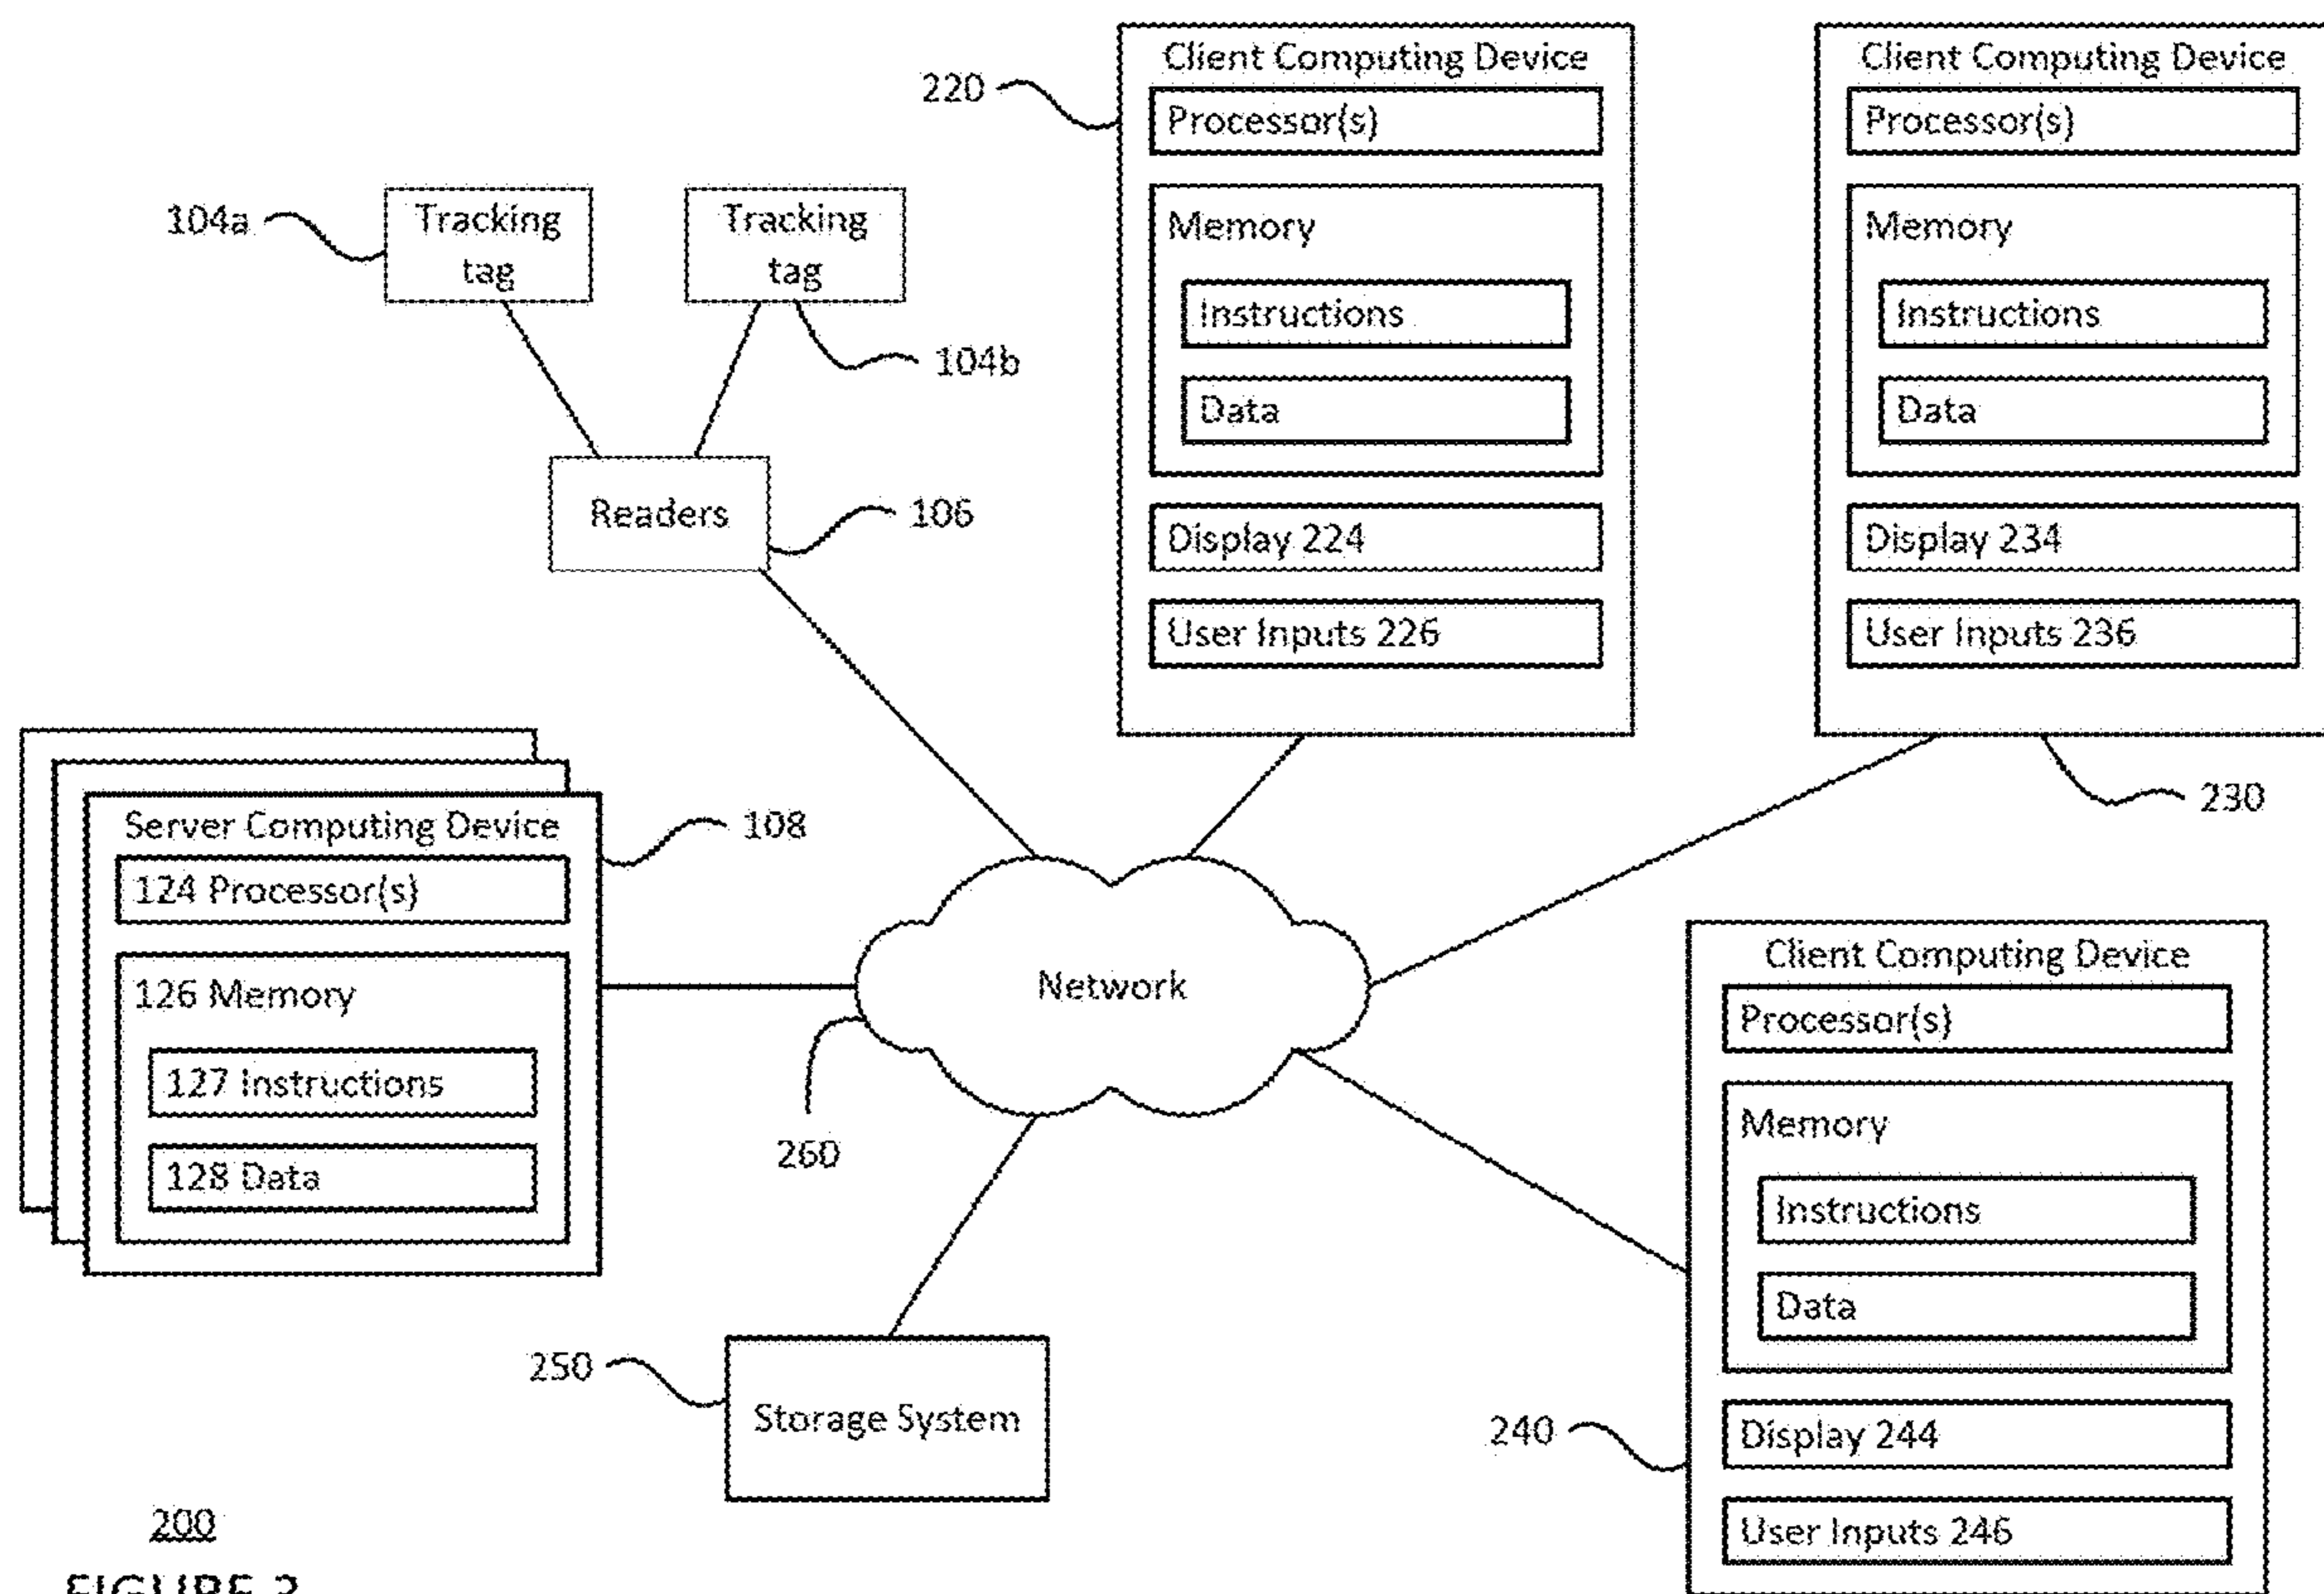 Client Computing Device
220
Processor(s)
Memory
Instructions
Data
Display 224
User Inputs 226
Client Computing Device
Processor(s)
Memory
Instructions
Data
Display 234
User Inputs 236
230
104a
Tracking
tag
Tracking
tag
104b
Readers
106
Server Computing Device
108
124 Processor(s)
126 Memory
127 Instructions
128 Data
Network
260
Client Computing Device
Processor(s)
Memory
Instructions
Data
Display 244
User Inputs 246
240
250
Storage System
200
FIGURE